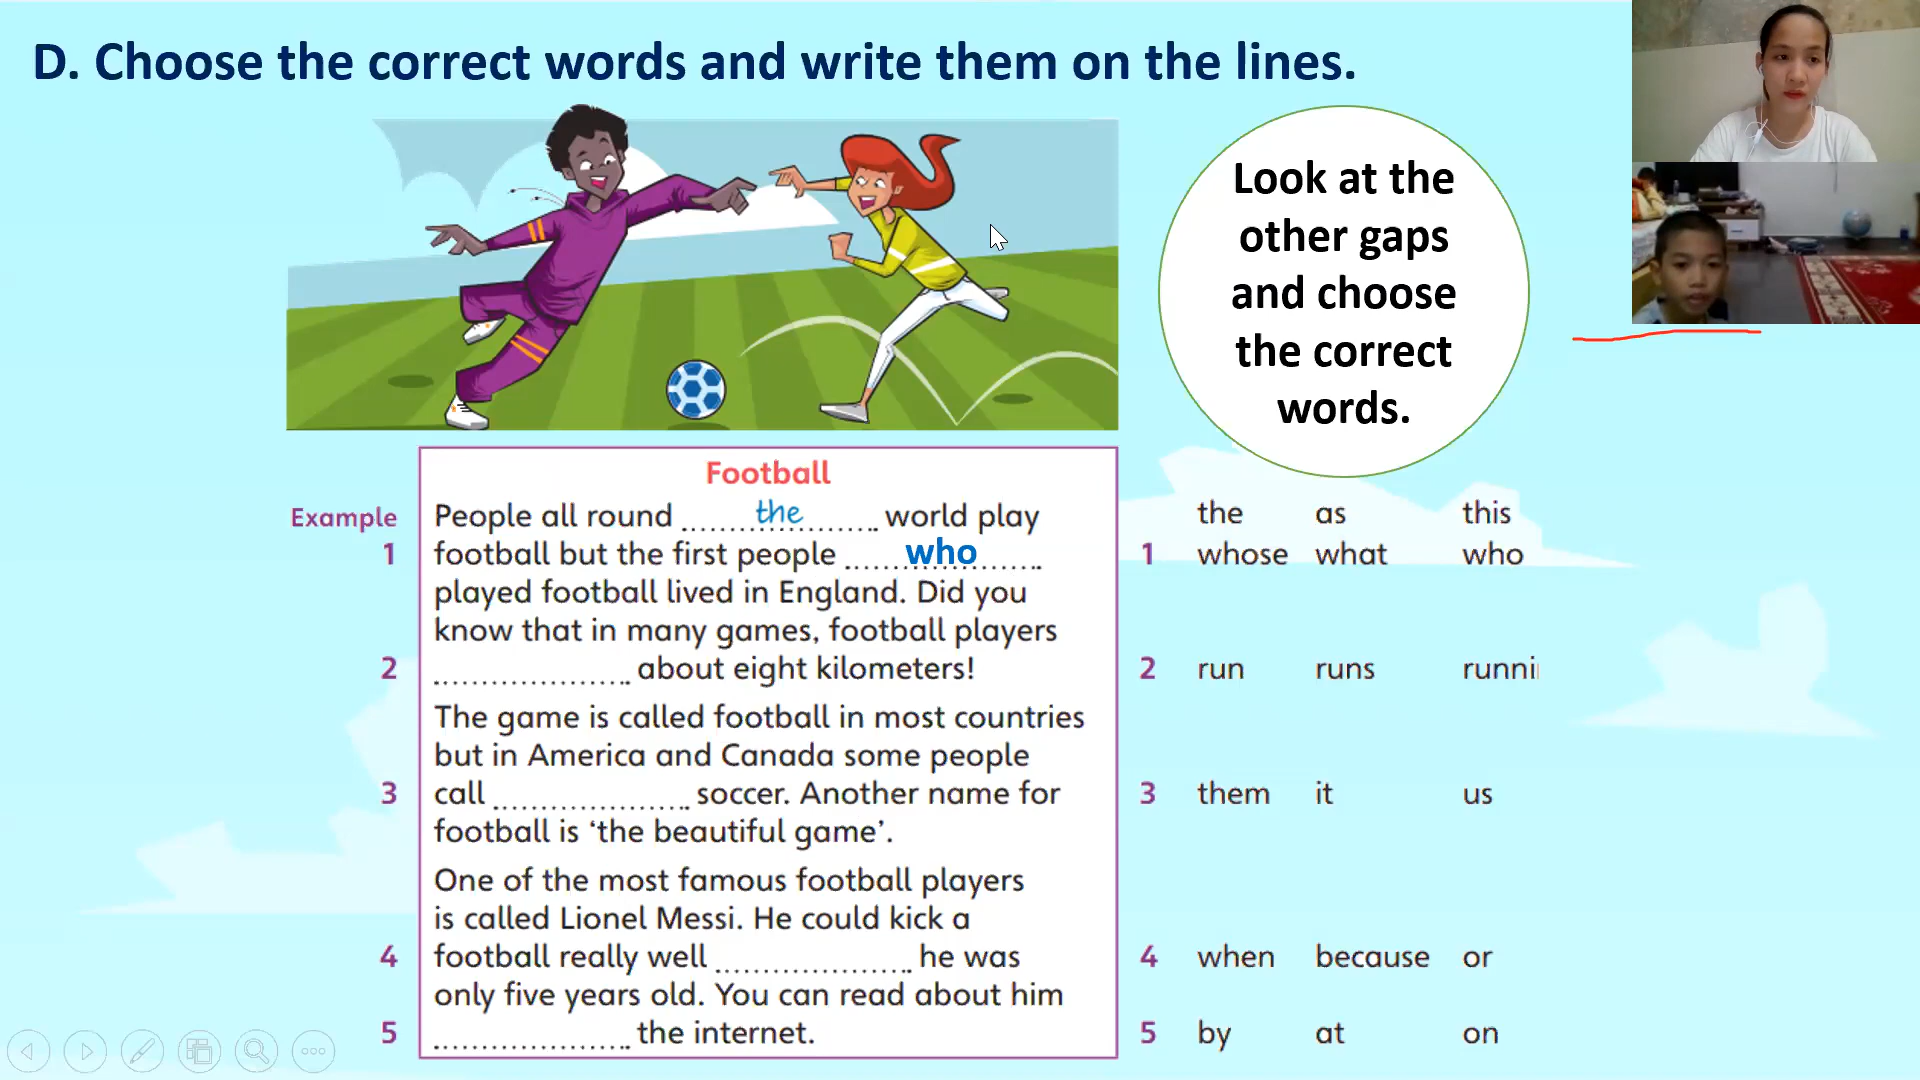 D. Choose the correct words and write them on the lines.
Look at the
other gaps
and choose
the correct
words.
Football
Example People all round the world play
1 football but the first people who
played football lived in England. Did you
know that in many games, football players
2 about eight kilometers!
The game is called football in most countries
but in America and Canada some people
3 call soccer. Another name for
football is ‘the beautiful game’.
One of the most famous football players
is called Lionel Messi. He could kick a
4 football really well he was
only five years old. You can read about him
5 the internet.
the as this
1 whose what who
2 run runs runni
3 them it us
4 when because or
5 by at on